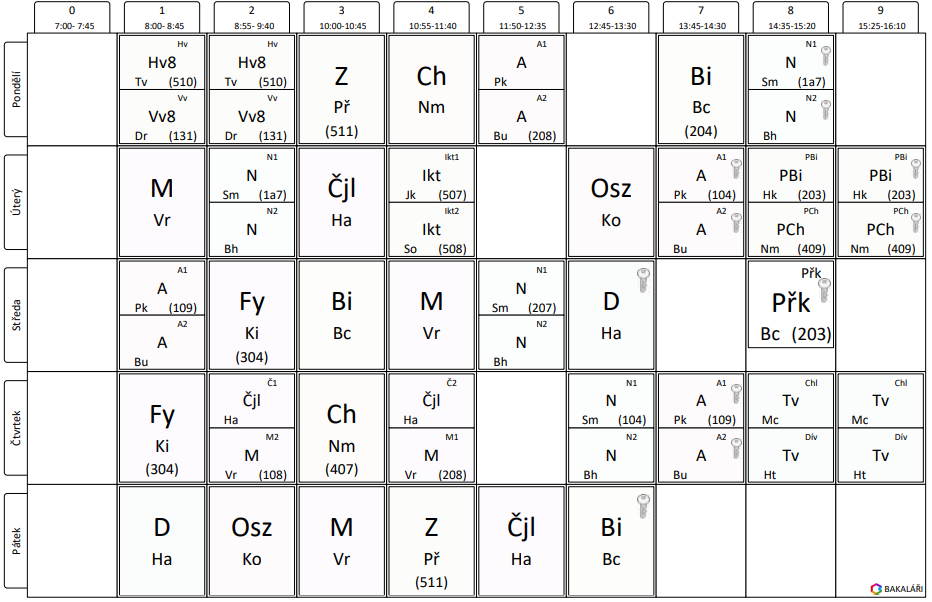 0 1 2 3 4 5 6 7 8 9
7:00- 7:45 8:00- 8:45 8:55- 9:40 10:00-10:45 10:55-11:40 11:50-12:35 12:45-13:30 13:45-14:30 14:35-15:20 15:25-16:10
Pondělí
Hv
Hv8
Tv (510)
Vv
Vv8
Dr (131)
Hv
Hv8
Tv (510)
Vv
Vv8
Dr (131)
Z
Př
(511)
Ch
Nm
A1
A
Pk
A2
A
Bu (208)
Bi
Bc
(204)
N1
N
Sm (1a7)
N2
N
Bh
Úterý
M
Vr
N1
N
Sm (1a7)
N2
N
Bh
Čjl
Ha
Ikt1
Ikt
Jk (507)
Ikt2
Ikt
So (508)
Osz
Ko
A1
A
Pk (104)
A2
A
Bu
PBi
PBi
Hk (203)
PCh
PCh
Nm (409)
PBi
PBi
Hk (203)
PCh
PCh
Nm (409)
Středa
A1
A
Pk (109)
A2
A
Bu
Fy
Ki
(304)
Bi
Bc
M
Vr
N1
N
Sm (207)
N2
N
Bh
D
Ha
Přk
Přk
Bc (203)
Čtvrtek
Fy
Ki
(304)
Č1
Čjl
Ha
M2
M
Vr (108)
Ch
Nm
(407)
Č2
Čjl
Ha
M1
M
Vr (208)
N1
N
Sm (104)
N2
N
Bh
A1
A
Pk (109)
A2
A
Bu
Chl
Tv
Mc
Dív
Tv
Ht
Chl
Tv
Mc
Dív
Tv
Ht
Pátek
D
Ha
Osz
Ko
M
Vr
Z
Př
(511)
Čjl
Ha
Bi
Bc
BAKALÁŘI